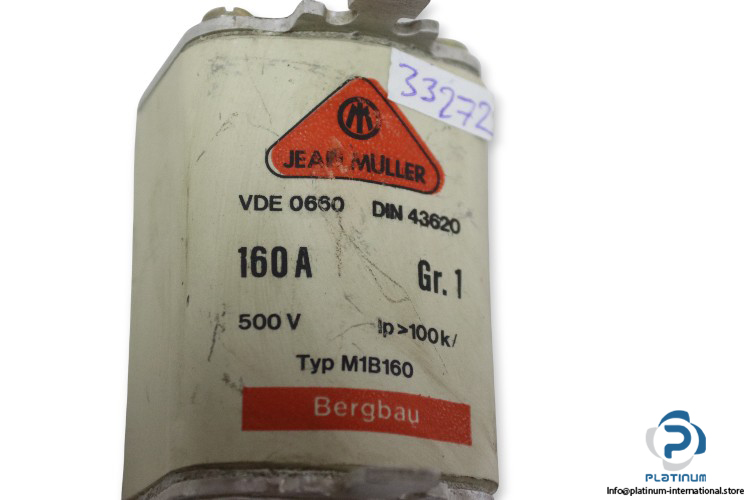 33272
JEAN MULLER
VDE 0660 DIN 43620
160 A Gr. 1
500 V Ip>100k/
Typ M1B160
Bergbau
PLATINUM
Info@platinum-international.store